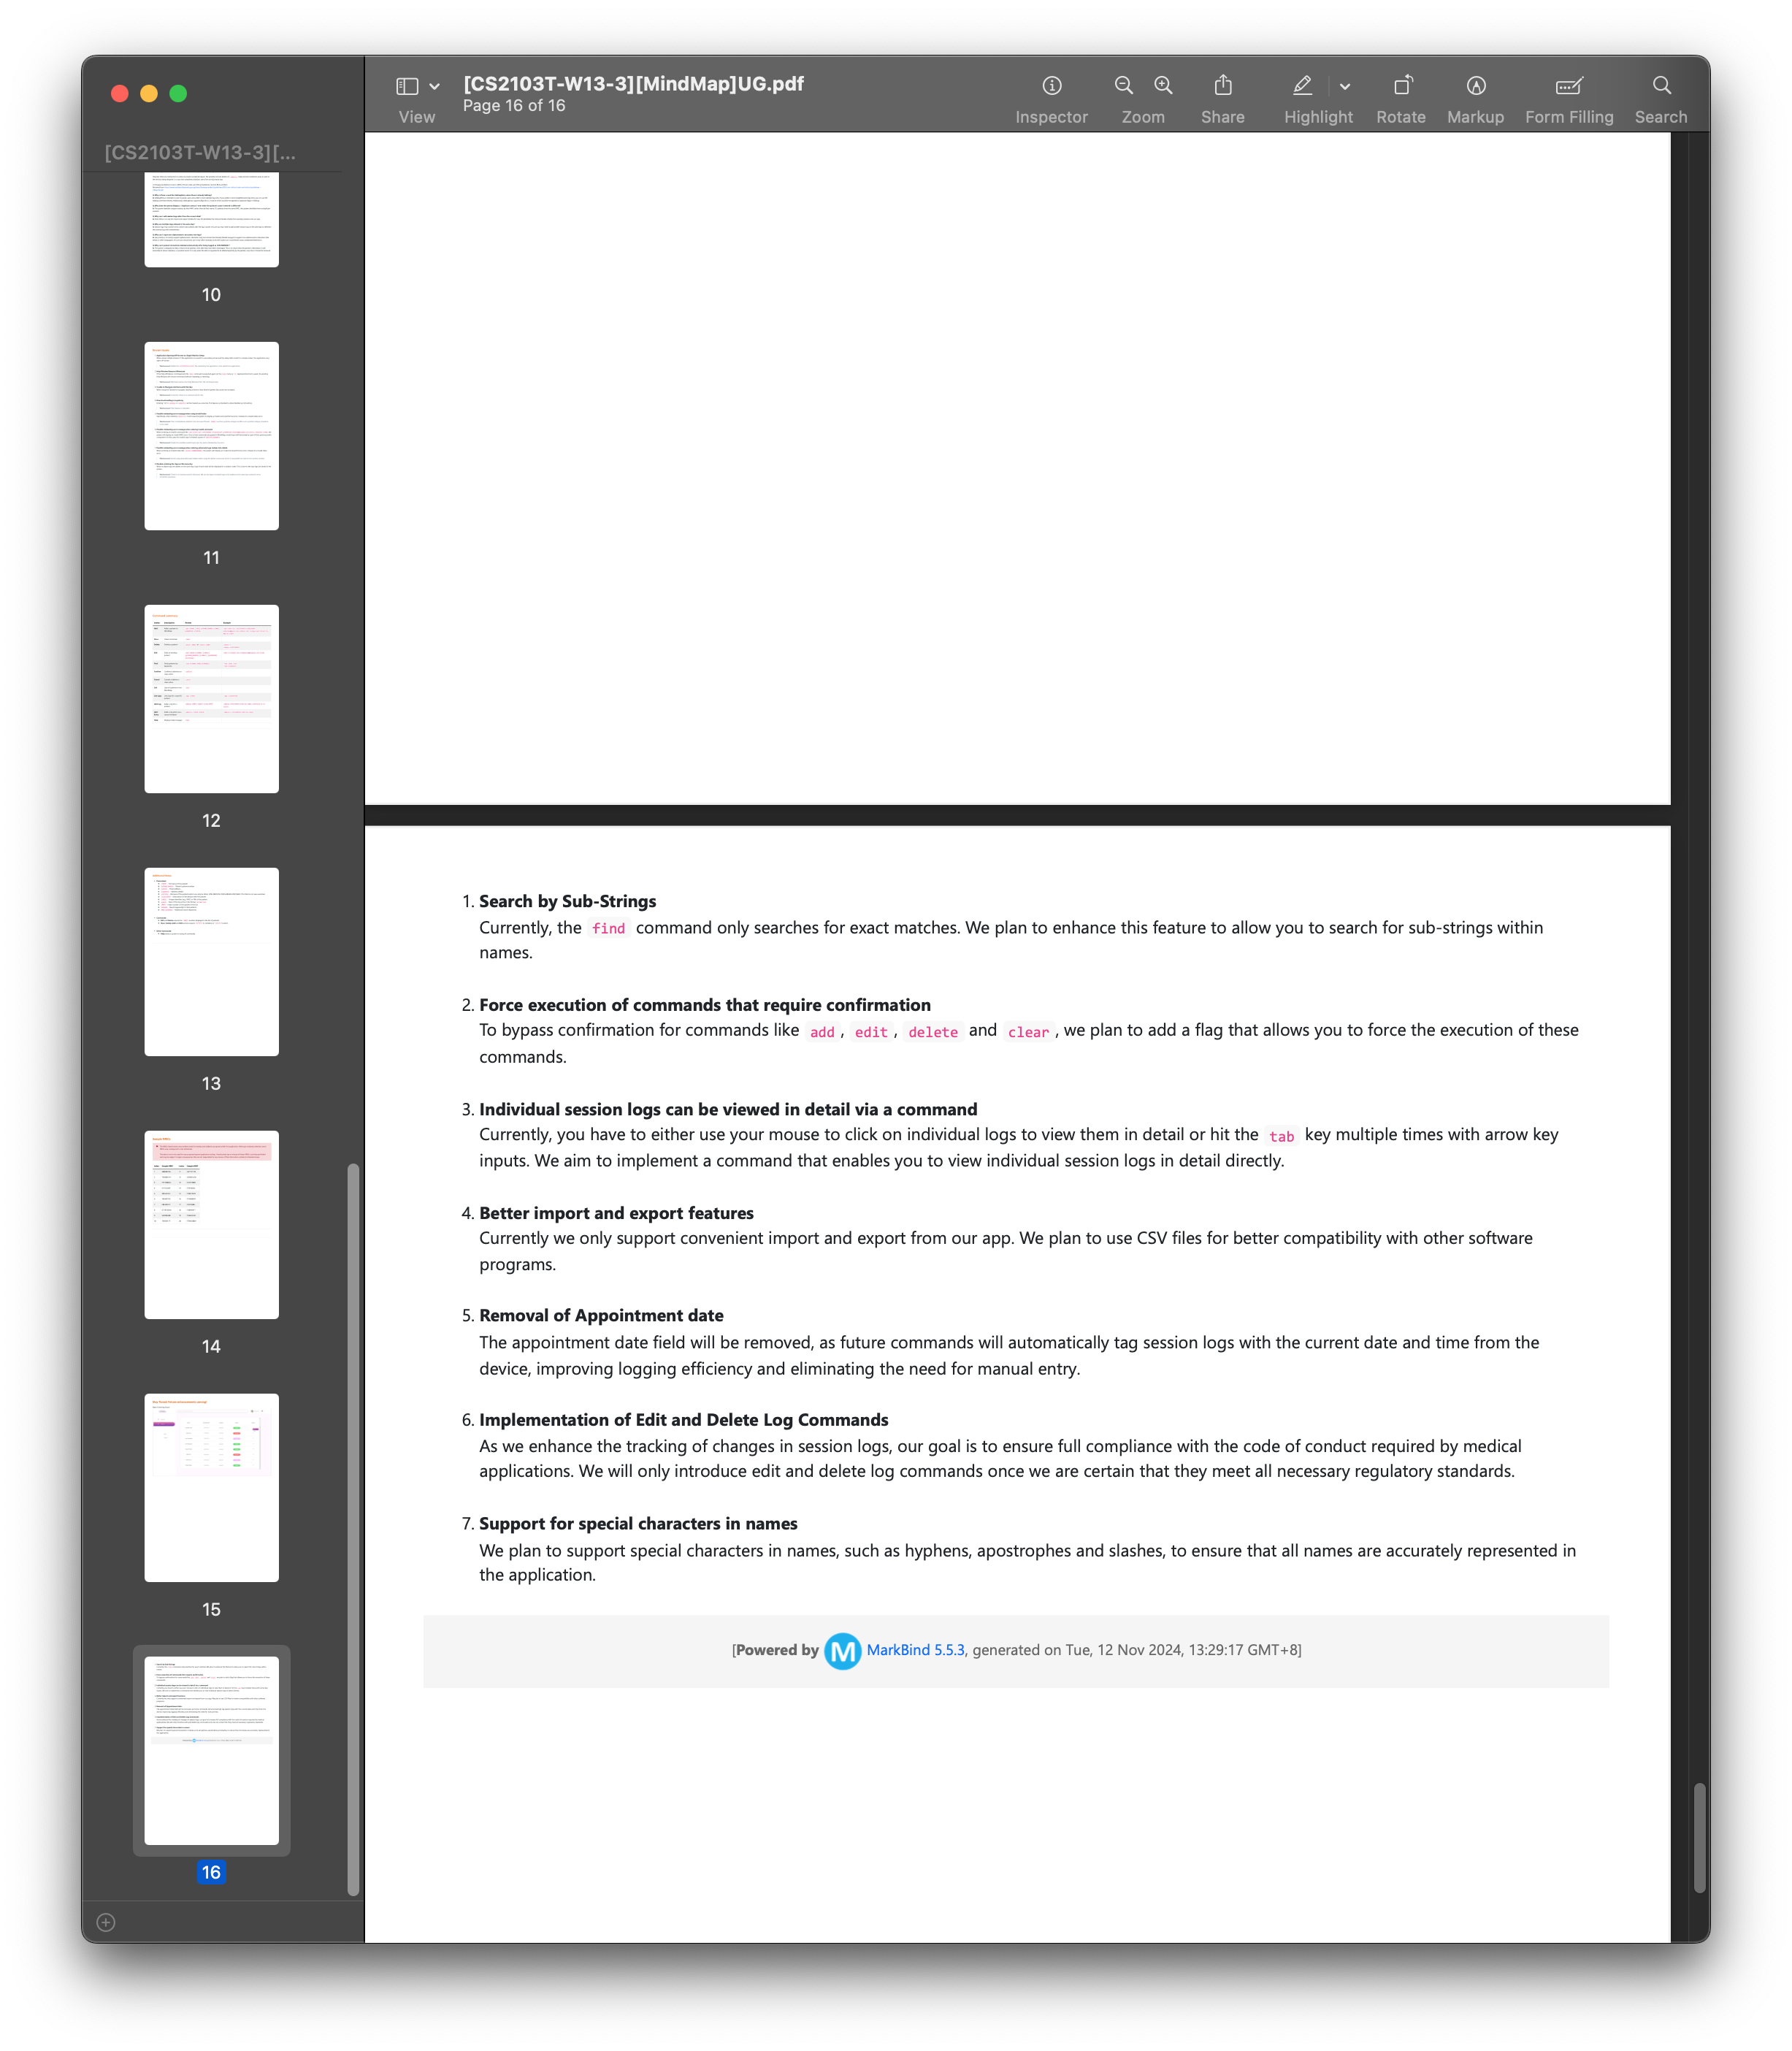 [CS2103T-W13-3][MindMap]UG.pdf
Page 16 of 16
View
Inspector
Zoom
Share
Highlight
Rotate
Markup
Form Filling
Search
[CS2103T-W13-3][...
10
11
12
13
14
15
16
1. Search by Sub-Strings
Currently, the find command only searches for exact matches. We plan to enhance this feature to allow you to search for sub-strings within
names.
2. Force execution of commands that require confirmation
To bypass confirmation for commands like add, edit, delete and clear, we plan to add a flag that allows you to force the execution of these
commands.
3. Individual session logs can be viewed in detail via a command
Currently, you have to either use your mouse to click on individual logs to view them in detail or hit the tab key multiple times with arrow key
inputs. We aim to implement a command that enables you to view individual session logs in detail directly.
4. Better import and export features
Currently we only support convenient import and export from our app. We plan to use CSV files for better compatibility with other software
programs.
5. Removal of Appointment date
The appointment date field will be removed, as future commands will automatically tag session logs with the current date and time from the
device, improving logging efficiency and eliminating the need for manual entry.
6. Implementation of Edit and Delete Log Commands
As we enhance the tracking of changes in session logs, our goal is to ensure full compliance with the code of conduct required by medical
applications. We will only introduce edit and delete log commands once we are certain that they meet all necessary regulatory standards.
7. Support for special characters in names
We plan to support special characters in names, such as hyphens, apostrophes and slashes, to ensure that all names are accurately represented in
the application.
[Powered by M MarkBind 5.5.3, generated on Tue, 12 Nov 2024, 13:29:17 GMT+8]